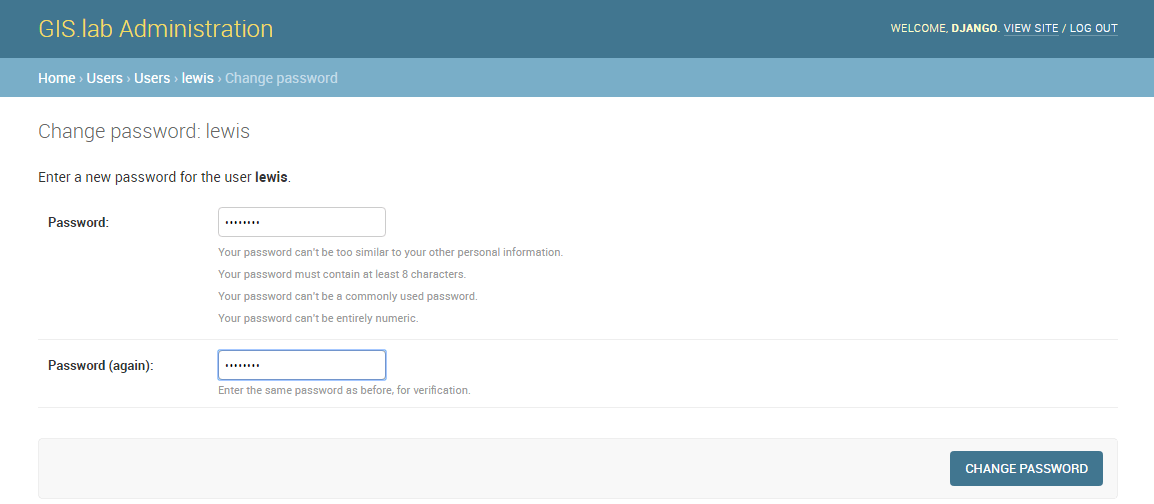 GIS.lab Administration
WELCOME, DJANGO. VIEW SITE / LOG OUT
Home › Users › Users › lewis › Change password
Change password: lewis
Enter a new password for the user lewis.
Password: ••••••••
Your password can't be too similar to your other personal information.
Your password must contain at least 8 characters.
Your password can't be a commonly used password.
Your password can't be entirely numeric.
Password (again): ••••••••
Enter the same password as before, for verification.
CHANGE PASSWORD